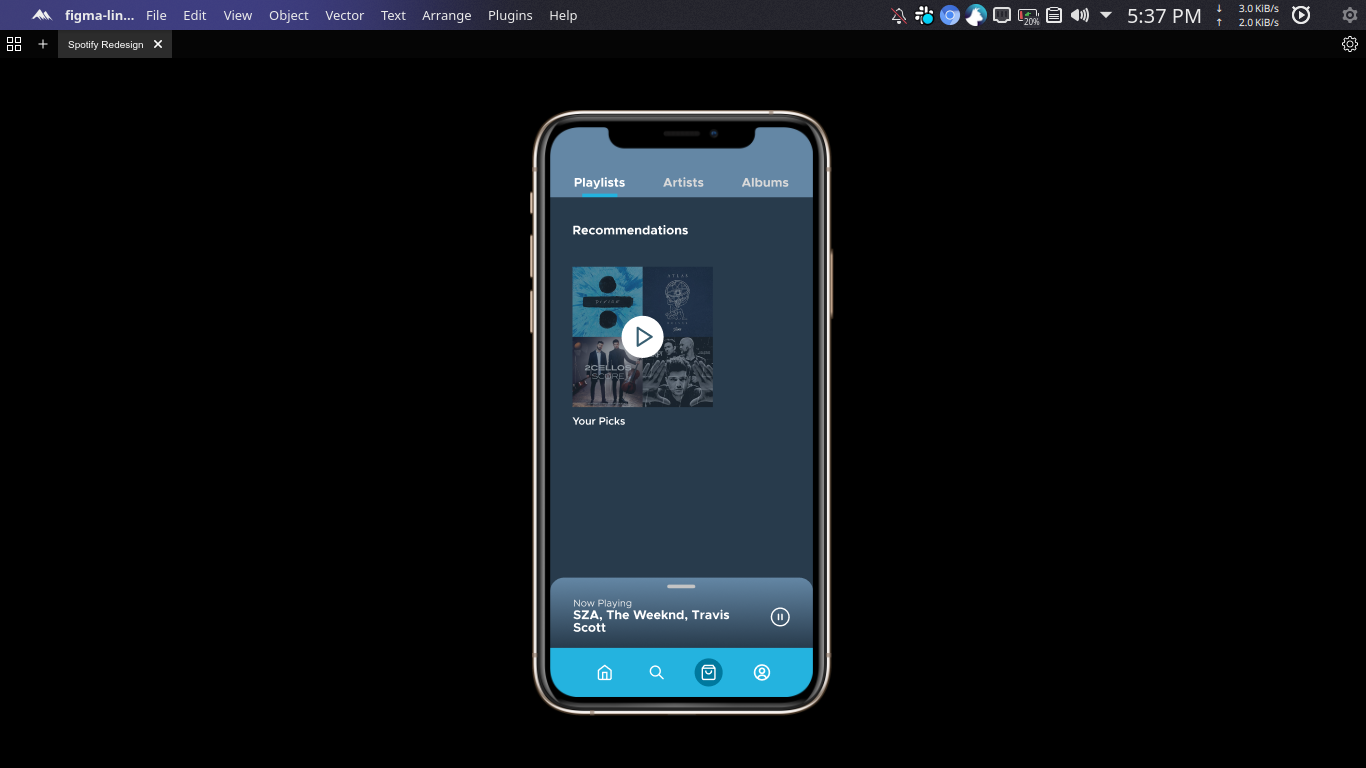 figma-lin... File Edit View Object Vector Text Arrange Plugins Help 20% 5:37 PM ↓ 3.0 KiB/s
↑ 2.0 KiB/s
Spotify Redesign
Playlists Artists Albums
Recommendations
ATLAS
2CELLOS
SCORE
Your Picks
Now Playing
SZA, The Weeknd, Travis
Scott